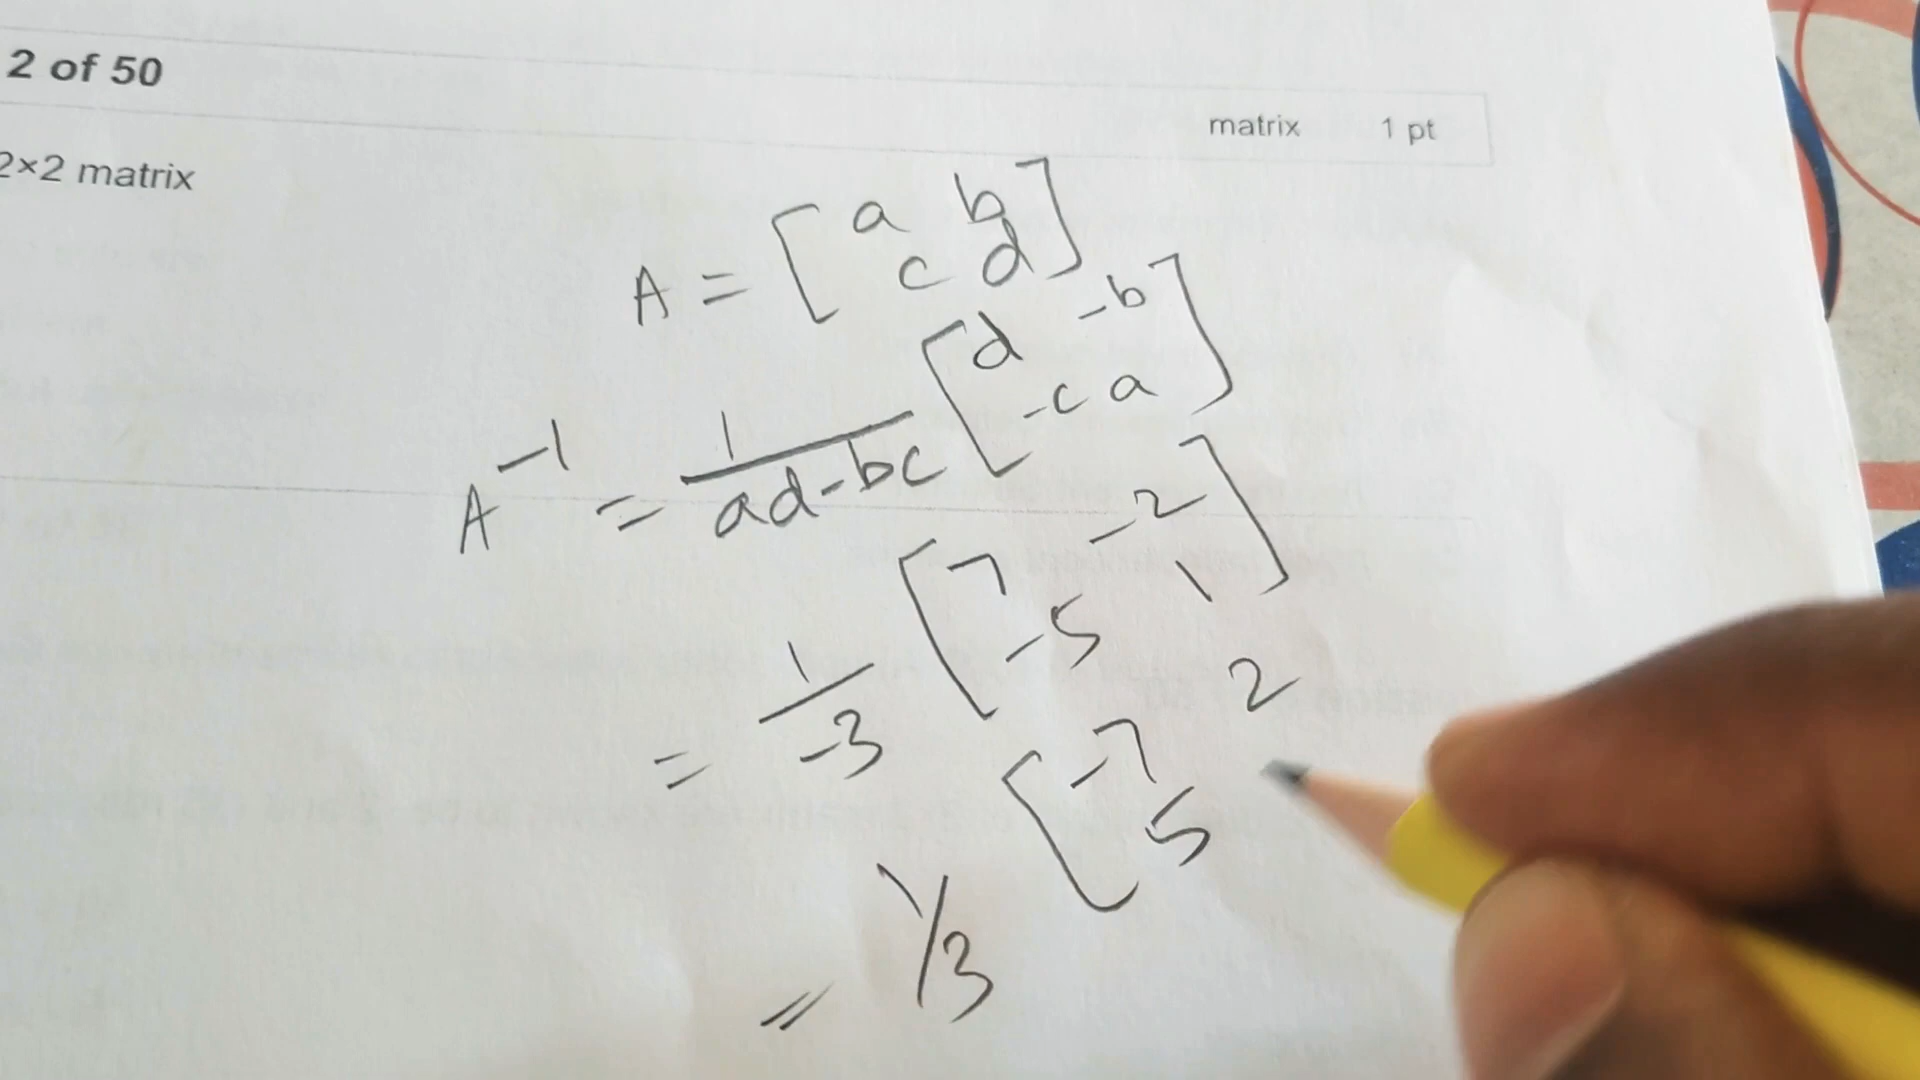 2 of 50
matrix 1 pt
2×2 matrix
A = [a b
c d]
A⁻¹ = 1/ad-bc [d -b
-c a]
= 1/-3 [7 -2
-5 1]
= 1/3 [-7 2
5